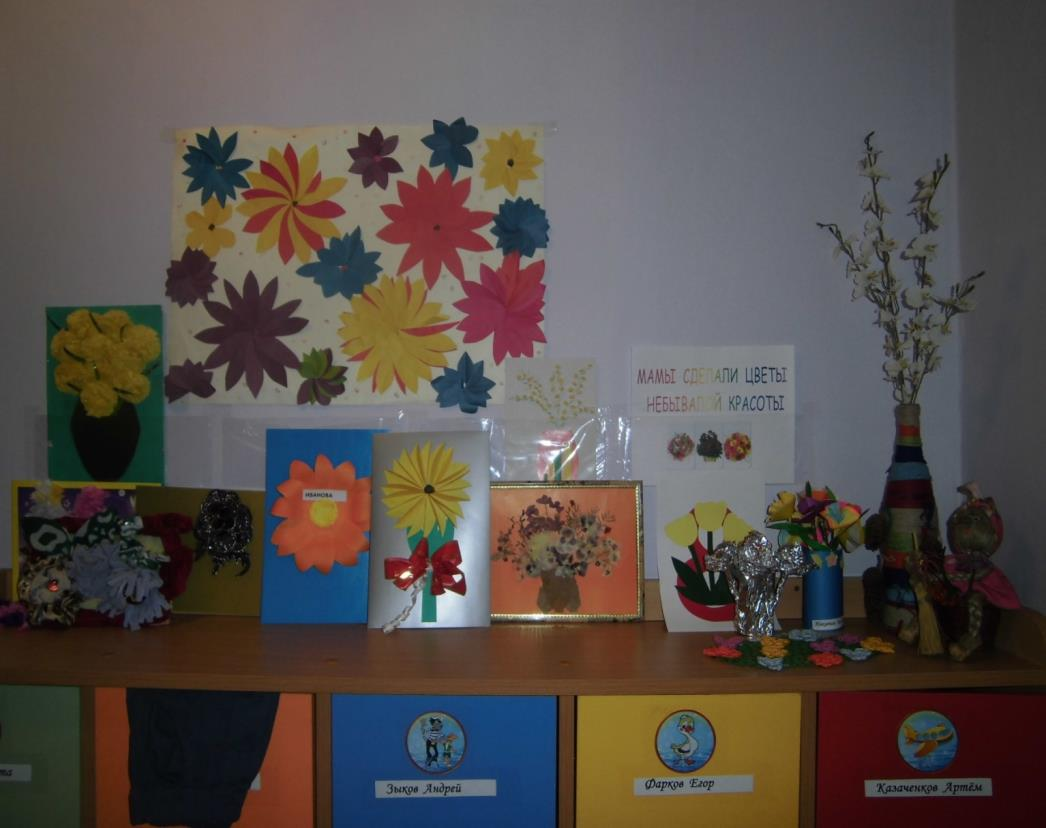 МАМЫ СДЕЛАЛИ ЦВЕТЫ
НЕБЫВАЛОЙ КРАСОТЫ
ИВАНОВА
Зыков Андрей
Фарков Егор
Казаченков Артём